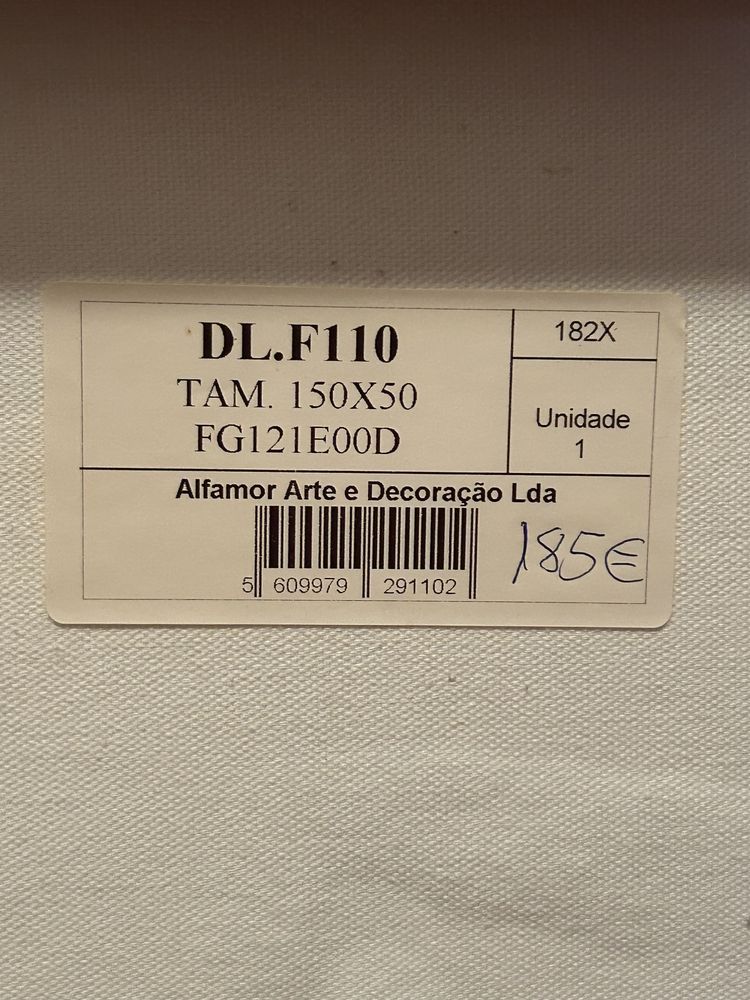 DL.F110
TAM. 150X50
FG121E00D
182X
Unidade
1
Alfamor Arte e Decoração Lda
5 609979 291102
185€